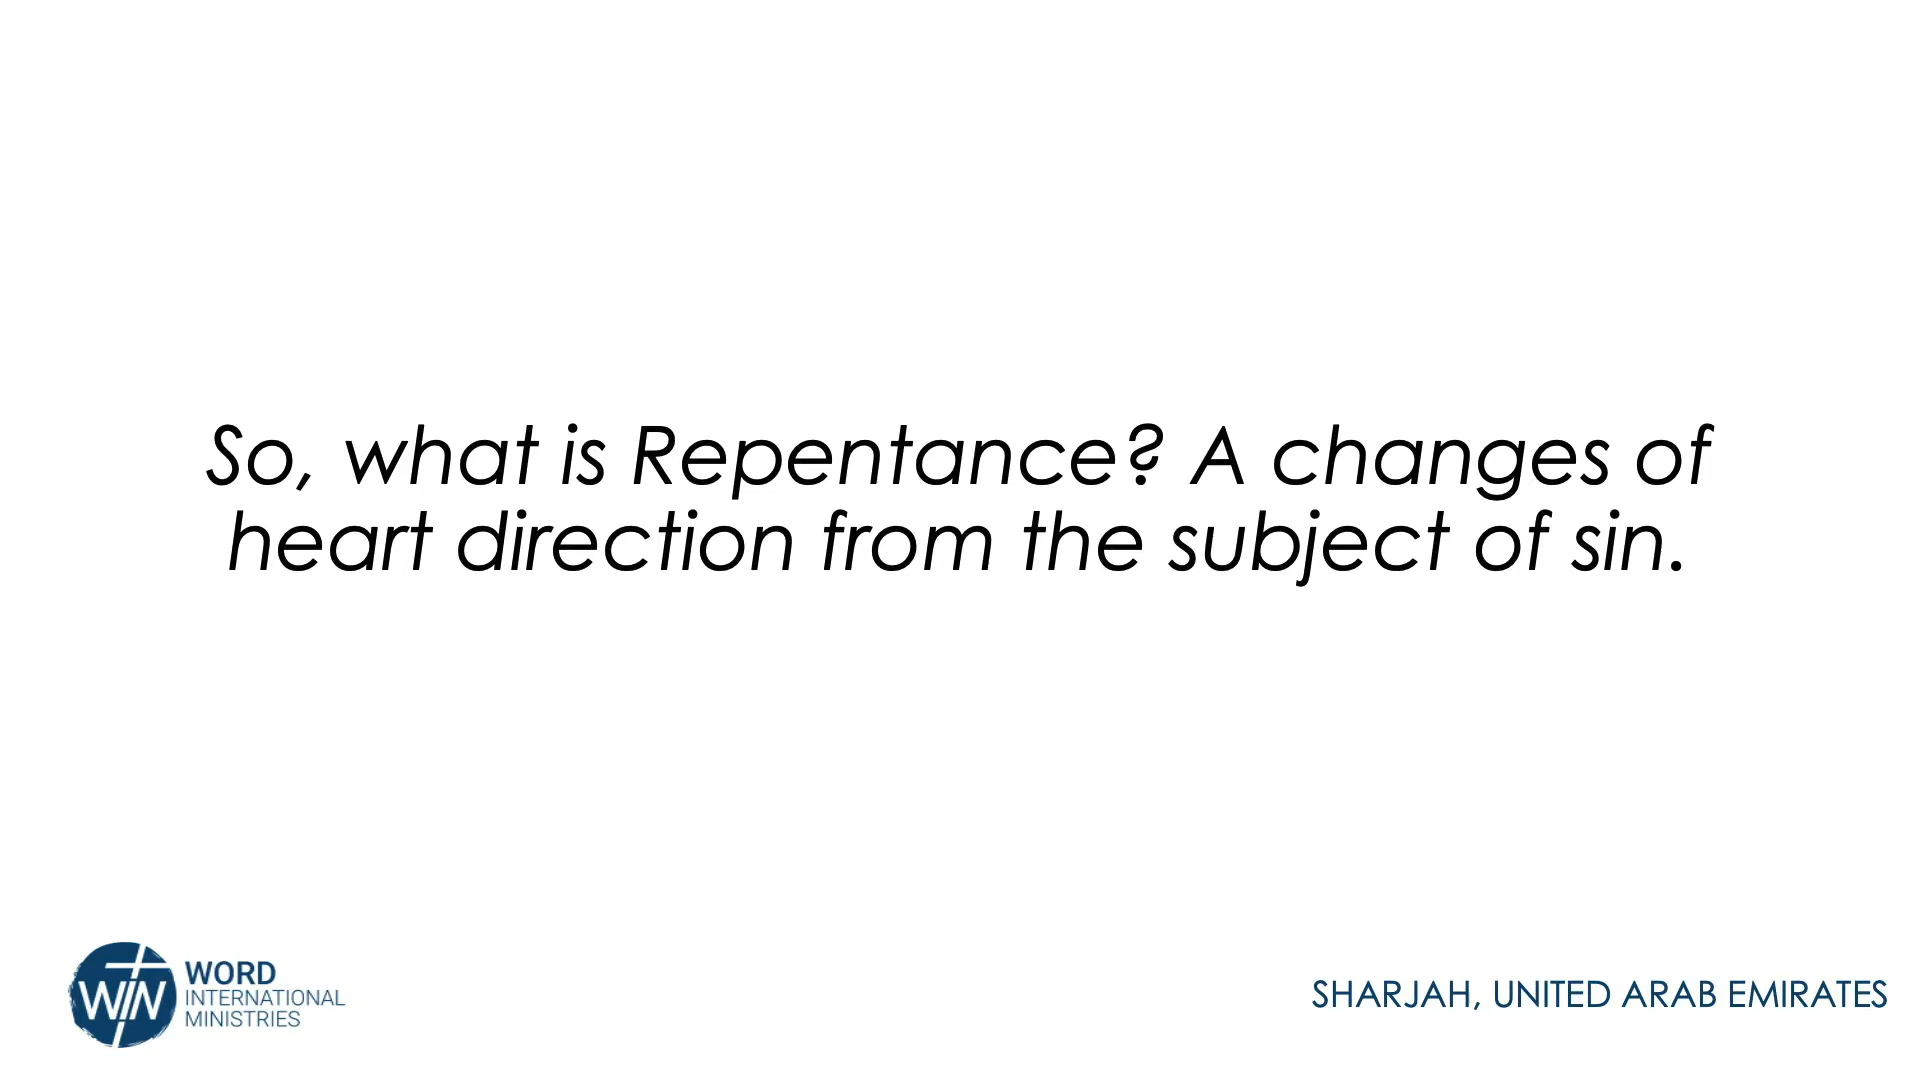 So, what is Repentance? A changes of
heart direction from the subject of sin.
WIN
WORD
INTERNATIONAL
MINISTRIES
SHARJAH, UNITED ARAB EMIRATES